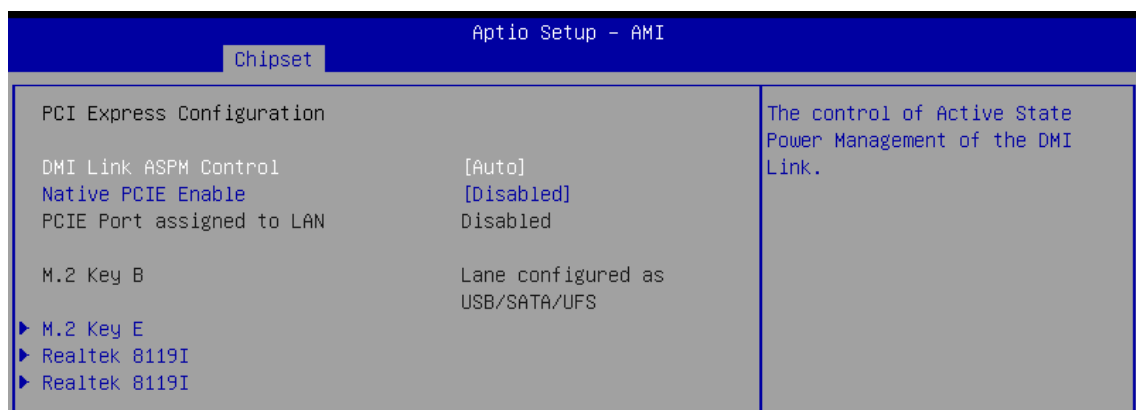 Aptio Setup – AMI
Chipset
PCI Express Configuration
DMI Link ASPM Control [Auto]
Native PCIE Enable [Disabled]
PCIE Port assigned to LAN Disabled
M.2 Key B Lane configured as
USB/SATA/UFS
M.2 Key E
Realtek 8119I
Realtek 8119I
The control of Active State
Power Management of the DMI
Link.